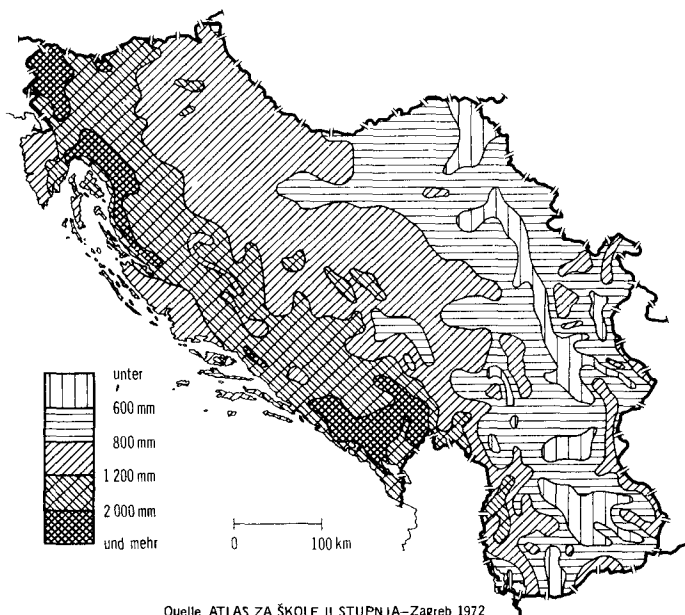 unter
600 mm
800 mm
1 200 mm
2 000 mm
und mehr
0 100 km
Quelle ATLAS ZA ŠKOLE II STUPNJA–Zagreb 1972